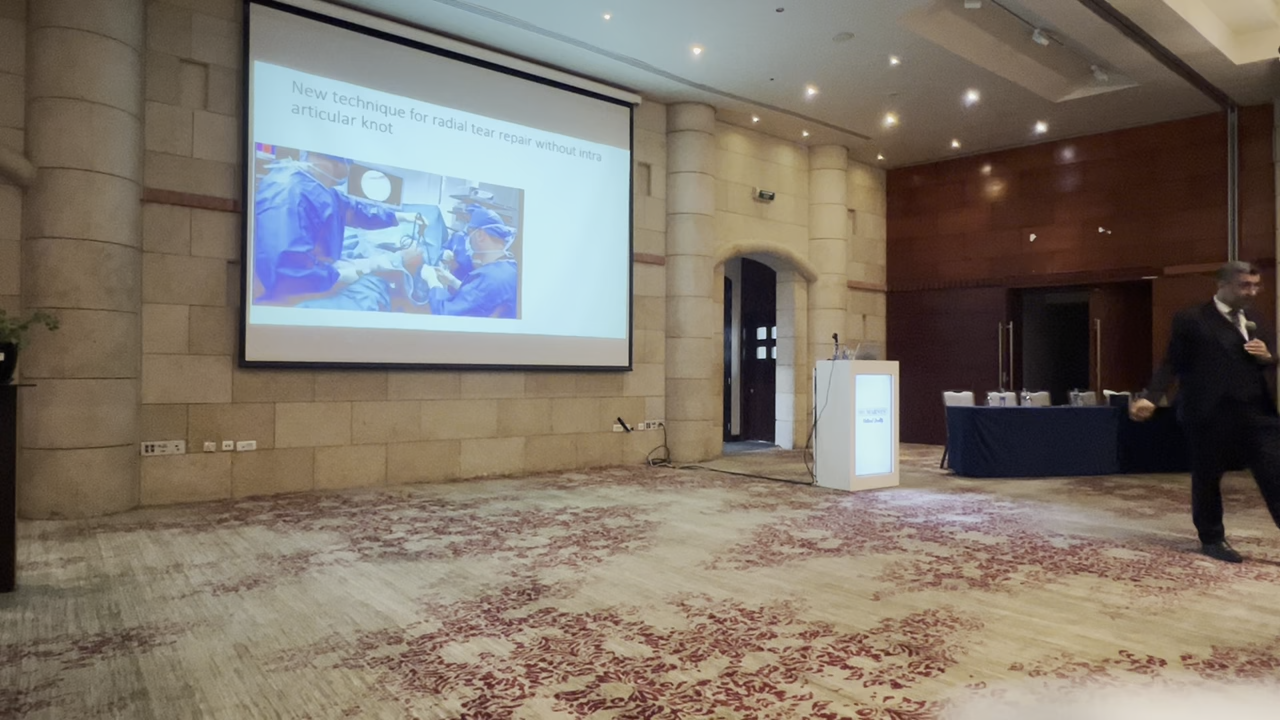 New technique for radial tear repair without intra
articular knot